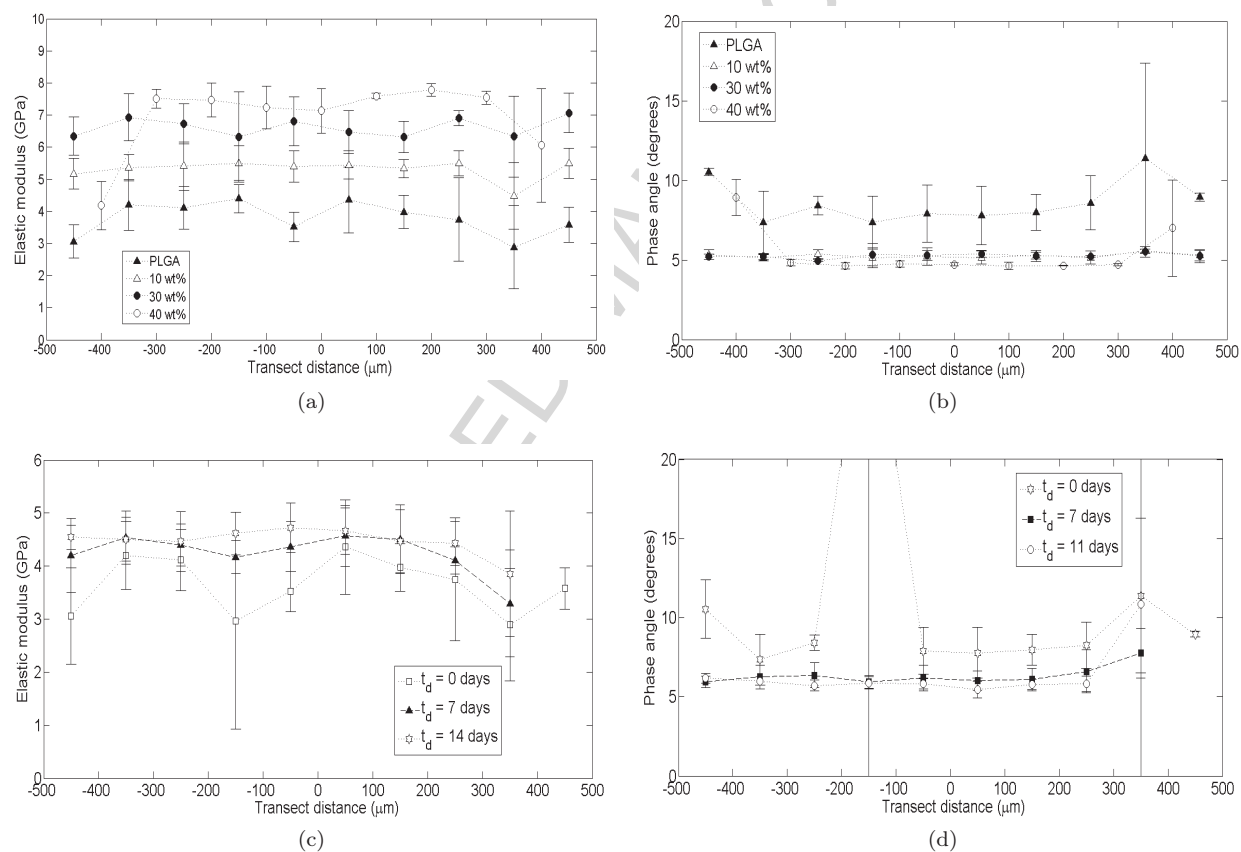 10
9
8
7
6
5
4
3
2
1
0
Elastic modulus (GPa)
PLGA
10 wt%
30 wt%
40 wt%
-500 -400 -300 -200 -100 0 100 200 300 400 500
Transect distance (μm)
(a)
20
15
10
5
0
Phase angle (degrees)
PLGA
10 wt%
30 wt%
40 wt%
-500 -400 -300 -200 -100 0 100 200 300 400 500
Transect distance (μm)
(b)
6
5
4
3
2
1
0
Elastic modulus (GPa)
t_d = 0 days
t_d = 7 days
t_d = 14 days
-500 -400 -300 -200 -100 0 100 200 300 400 500
Transect distance (μm)
(c)
20
15
10
5
0
Phase angle (degrees)
t_d = 0 days
t_d = 7 days
t_d = 11 days
-500 -400 -300 -200 -100 0 100 200 300 400 500
Transect distance (μm)
(d)